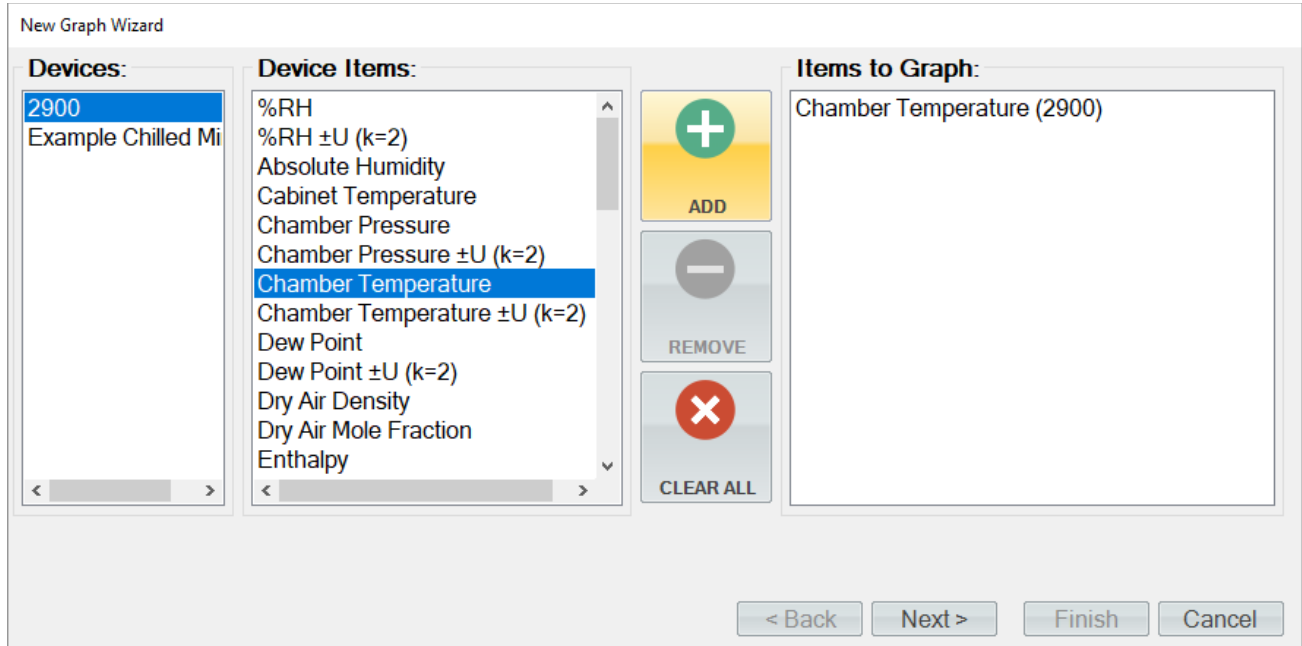 New Graph Wizard
Devices:
2900
Example Chilled Mi
Device Items:
%RH
%RH ±U (k=2)
Absolute Humidity
Cabinet Temperature
Chamber Pressure
Chamber Pressure ±U (k=2)
Chamber Temperature
Chamber Temperature ±U (k=2)
Dew Point
Dew Point ±U (k=2)
Dry Air Density
Dry Air Mole Fraction
Enthalpy
ADD
REMOVE
CLEAR ALL
Items to Graph:
Chamber Temperature (2900)
< Back
Next >
Finish
Cancel